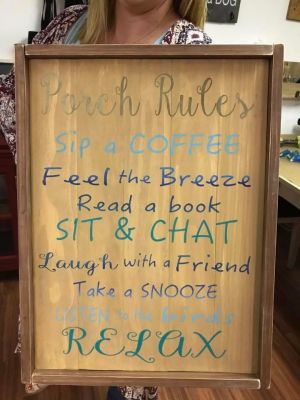 Porch Rules
Sip a COFFEE
Feel the Breeze
Read a book
SIT & CHAT
Laugh with a Friend
Take a SNOOZE
LISTEN to the birds
RELAX